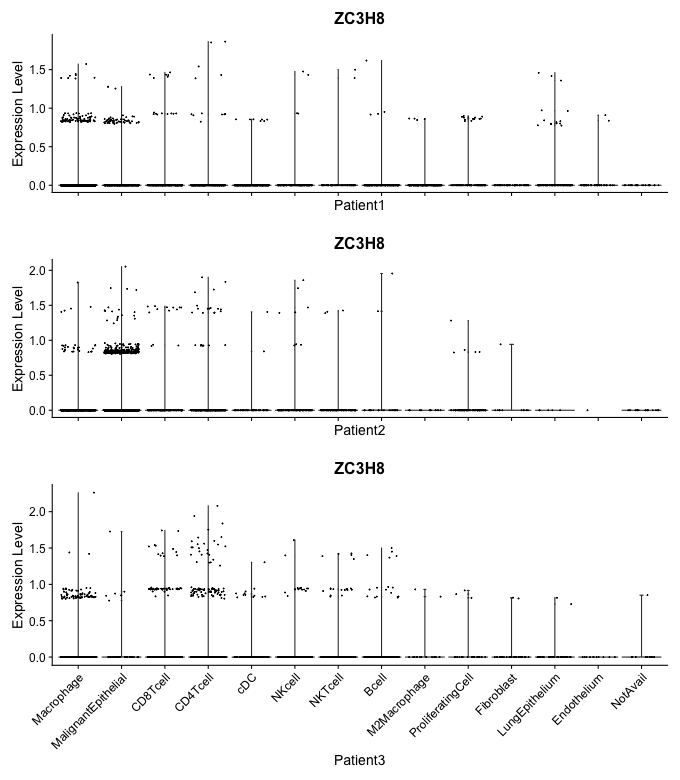 ZC3H8
Expression Level
1.5
1.0
0.5
0.0
Patient1
ZC3H8
Expression Level
2.0
1.5
1.0
0.5
0.0
Patient2
ZC3H8
Expression Level
2.0
1.5
1.0
0.5
0.0
Macrophage
MalignantEpithelial
CD8Tcell
CD4Tcell
cDC
NKcell
NKTcell
Bcell
M2Macrophage
ProliferatingCell
Fibroblast
LungEpithelium
Endothelium
NotAvail
Patient3